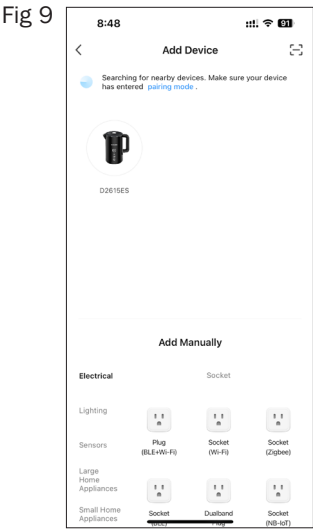 Fig 9
8:48
91
Add Device
Searching for nearby devices. Make sure your device
has entered pairing mode .
D2615ES
Add Manually
Electrical
Socket
Lighting
Sensors
Large
Home
Appliances
Small Home
Appliances
Plug
(BLE+Wi-Fi)
Socket
(Wi-Fi)
Socket
(Zigbee)
Socket
(BLE)
Dualband
Plug
Socket
(NB-IoT)